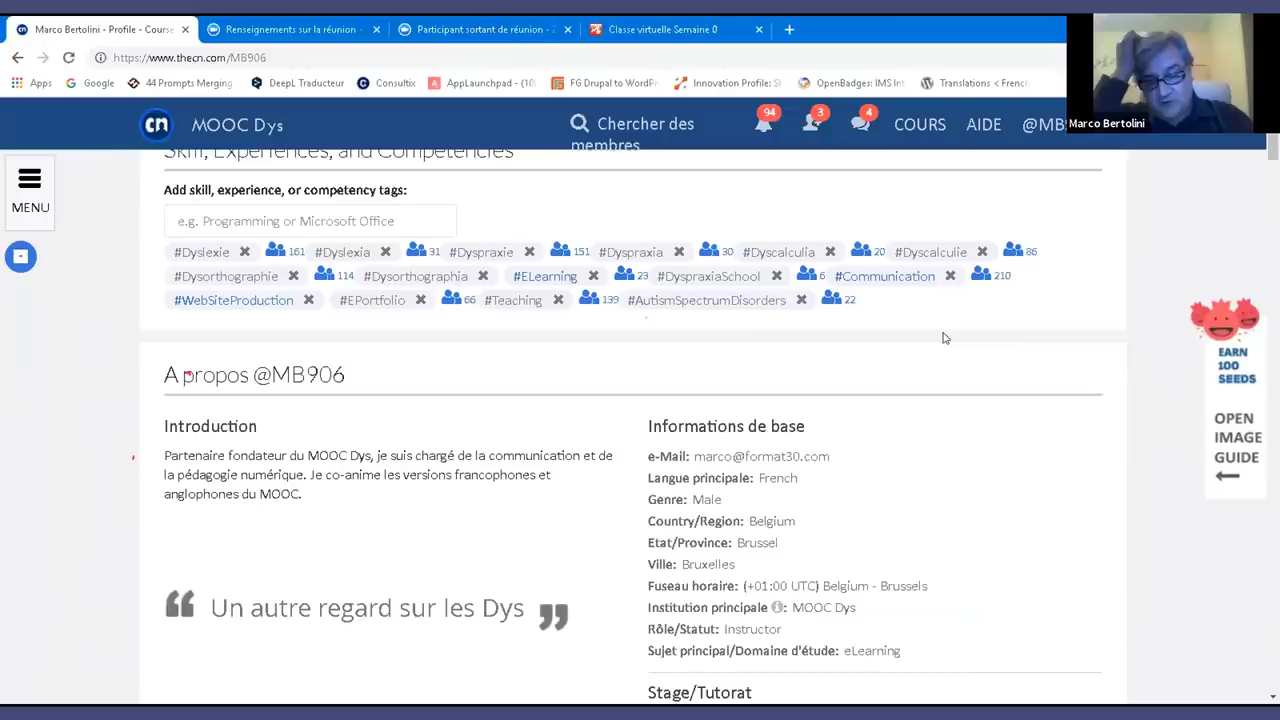 Marco Bertolini - Profile - Course
Renseignements sur la réunion -
Participant sortant de réunion - Z
Classe virtuelle Semaine 0
https://www.thecn.com/MB906
Apps
Google
44 Prompts Merging
DeepL Traducteur
Consultix
AppLaunchpad - (10
FG Drupal to WordPr
Innovation Profile: Sk
OpenBadges: IMS Int
Translations < Frenc
Marco Bertolini
MOOC Dys
Chercher des
membres
94
3
4
COURS
AIDE
@MB
MENU
Skill, Experiences, and Competencies
Add skill, experience, or competency tags:
e.g. Programming or Microsoft Office
#Dyslexie 161 #Dyslexia 31 #Dyspraxie 151 #Dyspraxia 30 #Dyscalculia 20 #Dyscalculie 86
#Dysorthographie 114 #Dysorthographia #ELearning 23 #DyspraxiaSchool 6 #Communication 210
#WebSiteProduction #EPortfolio 66 #Teaching 139 #AutismSpectrumDisorders 22
A propos @MB906
Introduction
Partenaire fondateur du MOOC Dys, je suis chargé de la communication et de
la pédagogie numérique. Je co-anime les versions francophones et
anglophones du MOOC.
“ Un autre regard sur les Dys ”
Informations de base
e-Mail: marco@format30.com
Langue principale: French
Genre: Male
Country/Region: Belgium
Etat/Province: Brussel
Ville: Bruxelles
Fuseau horaire: (+01:00 UTC) Belgium - Brussels
Institution principale : MOOC Dys
Rôle/Statut: Instructor
Sujet principal/Domaine d'étude: eLearning
Stage/Tutorat
EARN
100
SEEDS
OPEN
IMAGE
GUIDE